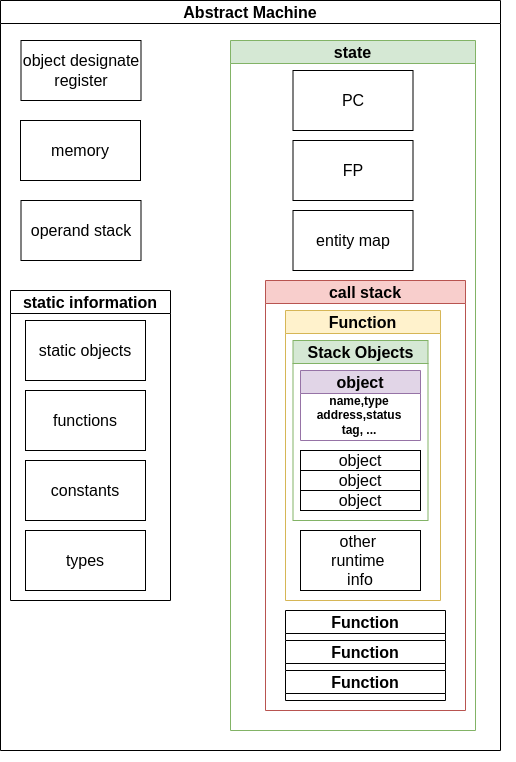 Abstract Machine
object designate
register
memory
operand stack
static information
static objects
functions
constants
types
state
PC
FP
entity map
call stack
Function
Stack Objects
object
name,type
address,status
tag, ...
object
object
object
other
runtime
info
Function
Function
Function